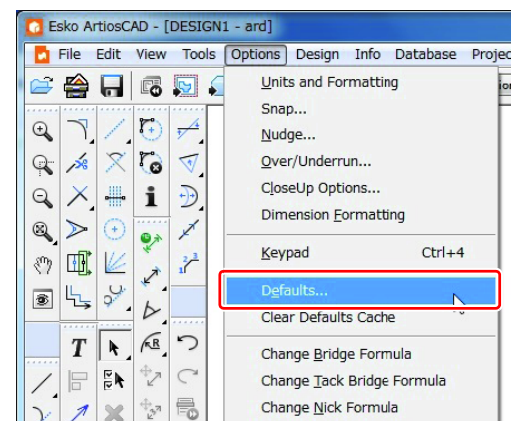 Esko ArtiosCAD - [DESIGN1 - ard]
File Edit View Tools Options Design Info Database Projec
Units and Formatting
Snap...
Nudge...
Over/Underrun...
CloseUp Options...
Dimension Formatting
Keypad Ctrl+4
Defaults...
Clear Defaults Cache
Change Bridge Formula
Change Tack Bridge Formula
Change Nick Formula